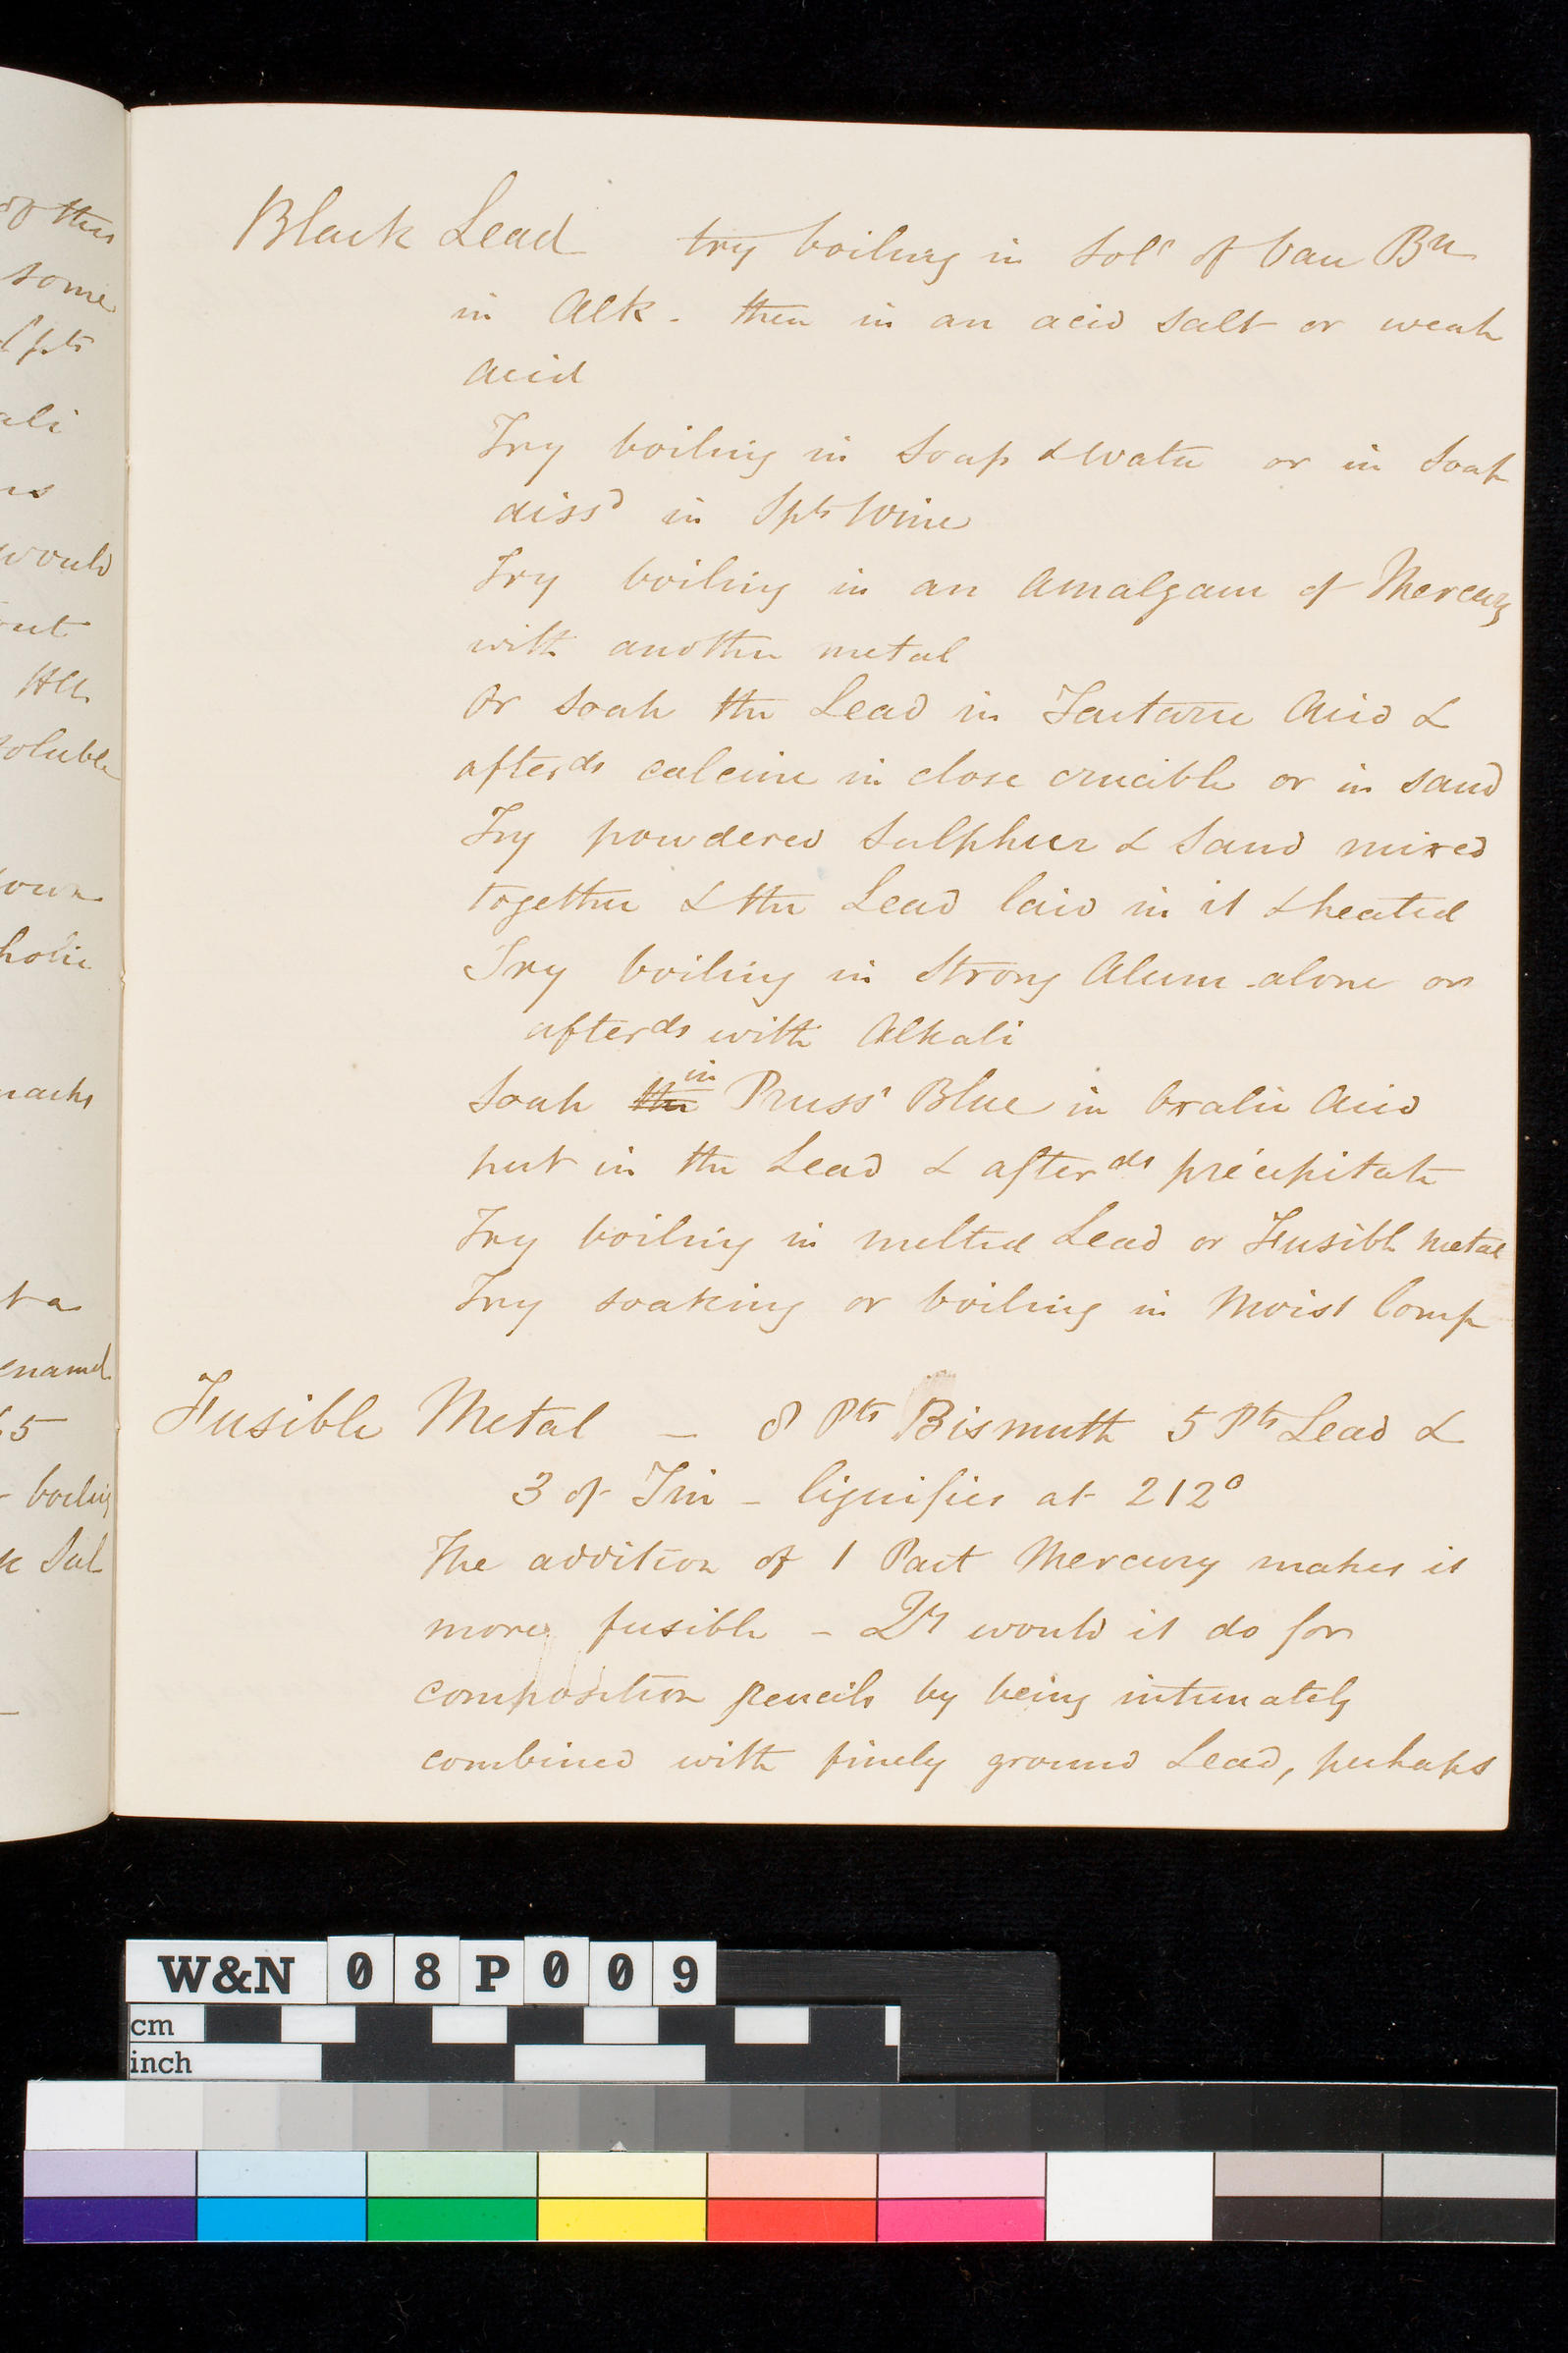 of this
some
pts
ali
would
out
HCl
soluble
own
holic
t a
enamel
5
boiling
Sul
Black Lead try boiling in Soln of Van Bn
in Alk - then in an acid salt or weak
acid
Try boiling in Soap & Water or in Soap
dissd in Spts Wine
Try boiling in an Amalgam of Mercury
with another metal
Or soak the Lead in Tartaric Acid &
afterds calcine in close crucible or in sand
Try powdered Sulphur & Sand mixed
together & the Lead laid in it & heated
Try boiling in Strong Alum alone or
afterds with Alkali
in
Soak the Pruss' Blue in Oxalic Acid
put in the Lead & afterds precipitate
Try boiling in melted Lead or Fusible metal
Try soaking or boiling in Moist Comp
Fusible Metal - 8 Pts Bismuth 5 Pts Lead &
3 of Tin - liquifies at 212°
The addition of 1 Part Mercury makes it
more fusible - Qy would it do for
composition pencils by being intimately
combined with finely ground Lead, perhaps
W&N 08P009
cm
inch